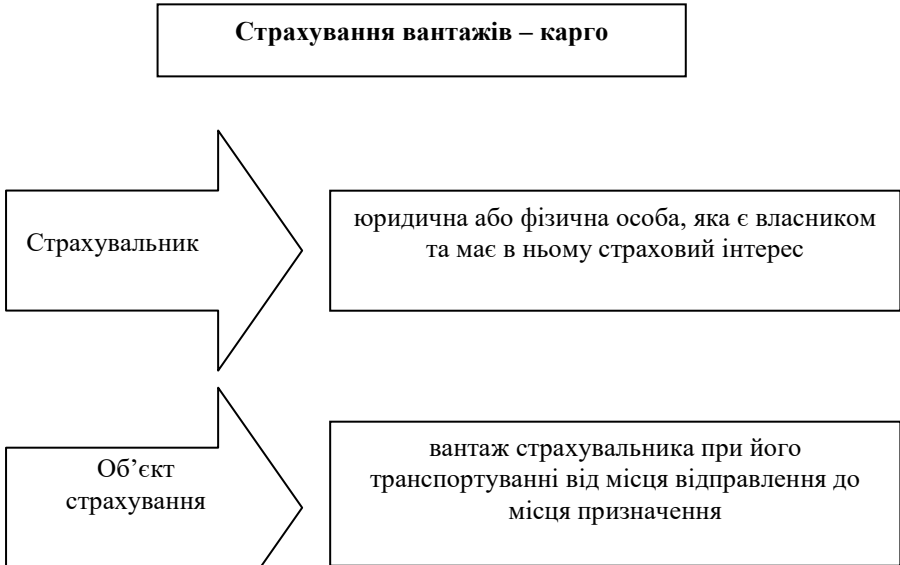 Страхування вантажів – карго
Страхувальник
юридична або фізична особа, яка є власником
та має в ньому страховий інтерес
Об’єкт
страхування
вантаж страхувальника при його
транспортуванні від місця відправлення до
місця призначення